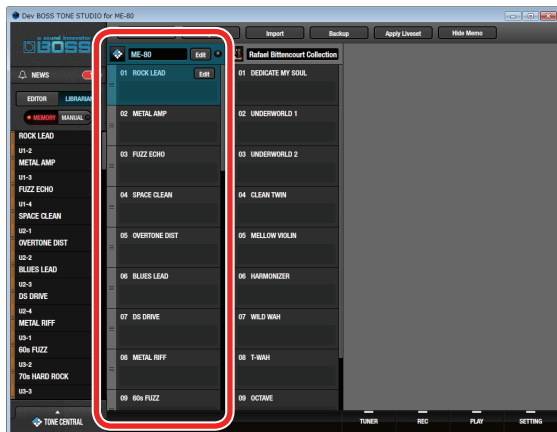 Dev BOSS TONE STUDIO for ME-80
a sound innovator
BOSS
Import
Backup
Apply Liveset
Hide Memo
NEWS
EDITOR
LIBRARIAN
MEMORY
MANUAL
ROCK LEAD
U1-2
METAL AMP
U1-3
FUZZ ECHO
U1-4
SPACE CLEAN
U2-1
OVERTONE DIST
U2-2
BLUES LEAD
U2-3
DS DRIVE
U2-4
METAL RIFF
U3-1
60s FUZZ
U3-2
70s HARD ROCK
U3-3
TONE CENTRAL
ME-80
Edit
01 ROCK LEAD
Edit
02 METAL AMP
03 FUZZ ECHO
04 SPACE CLEAN
05 OVERTONE DIST
06 BLUES LEAD
07 DS DRIVE
08 METAL RIFF
09 60s FUZZ
Rafael Bittencourt Collection
01 DEDICATE MY SOUL
02 UNDERWORLD 1
03 UNDERWORLD 2
04 CLEAN TWIN
05 MELLOW VIOLIN
06 HARMONIZER
07 WILD WAH
08 T-WAH
09 OCTAVE
TUNER
REC
PLAY
SETTING